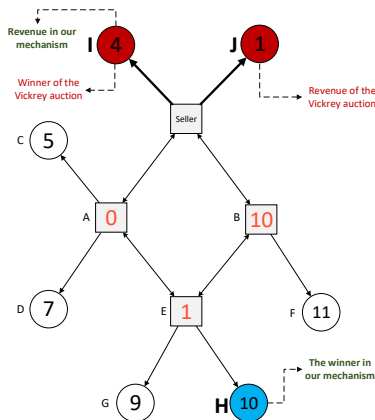 Revenue in our
mechanism
I
4
J
1
Winner of the
Vickrey auction
Revenue of the
Vickrey auction
Seller
C
5
A
0
B
10
D
7
E
1
F
11
G
9
H
10
The winner in
our mechanism